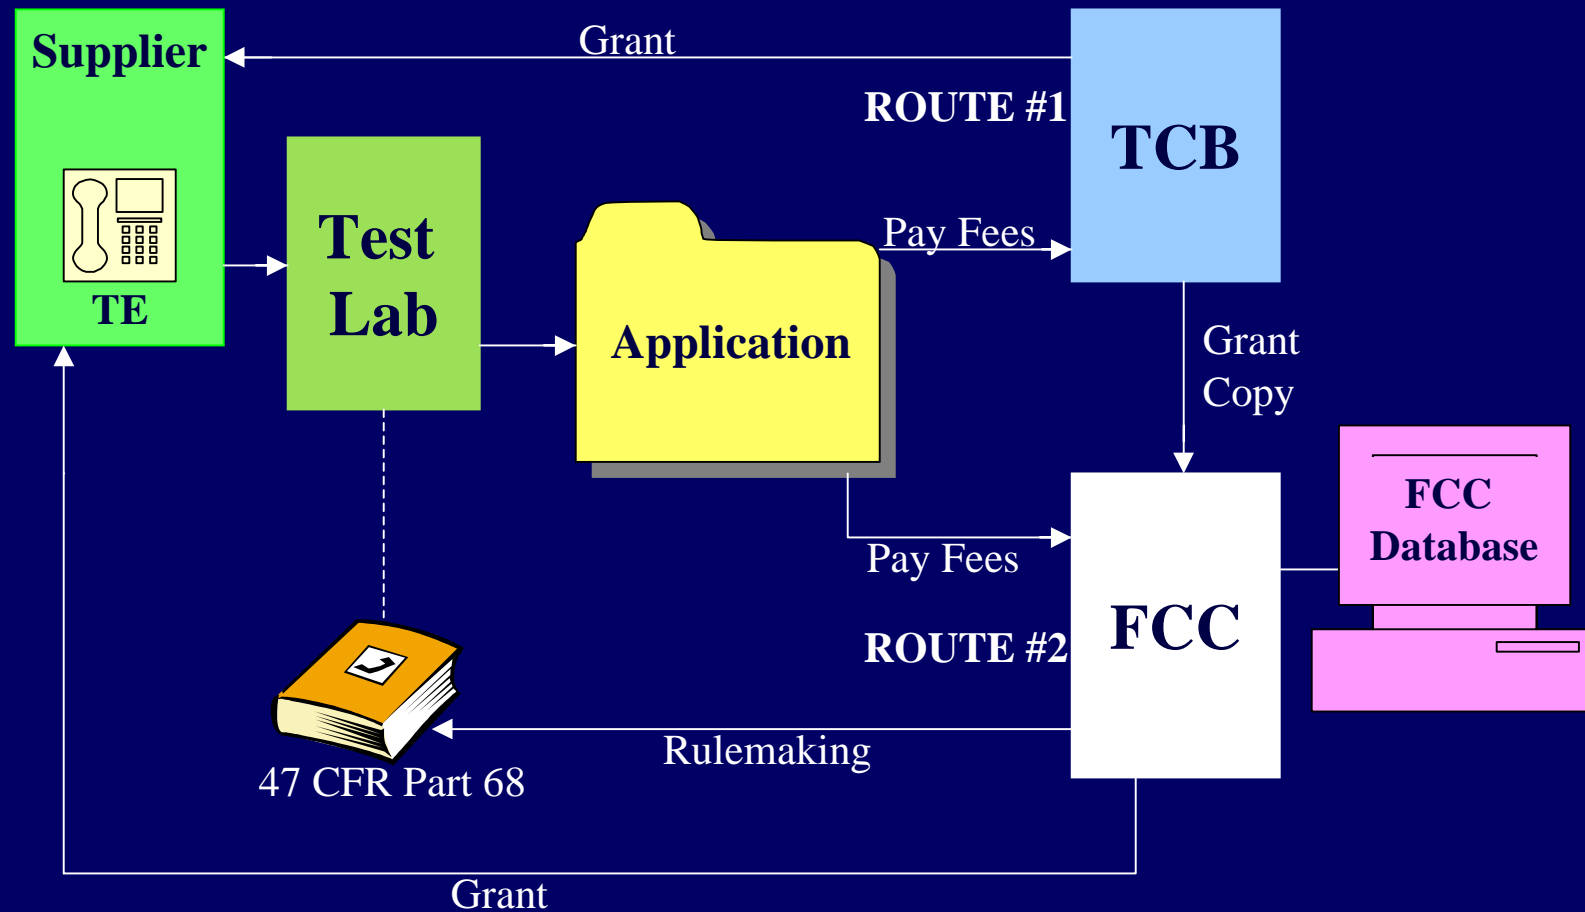 Supplier
TE
Grant
ROUTE #1
TCB
Test
Lab
Application
Pay Fees
Grant
Copy
FCC
Database
Pay Fees
ROUTE #2
FCC
Rulemaking
47 CFR Part 68
Grant